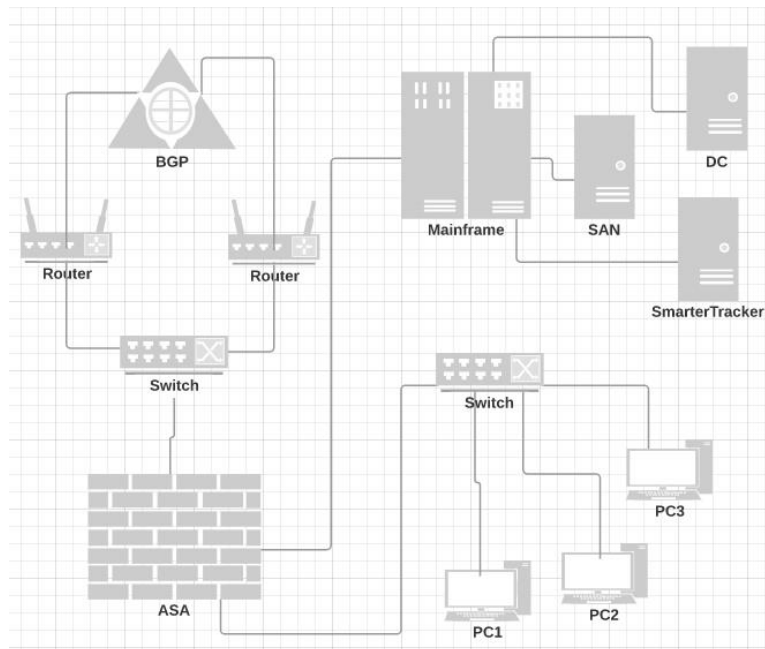 BGP
Router
Router
Switch
ASA
Mainframe
SAN
DC
SmarterTracker
Switch
PC1
PC2
PC3